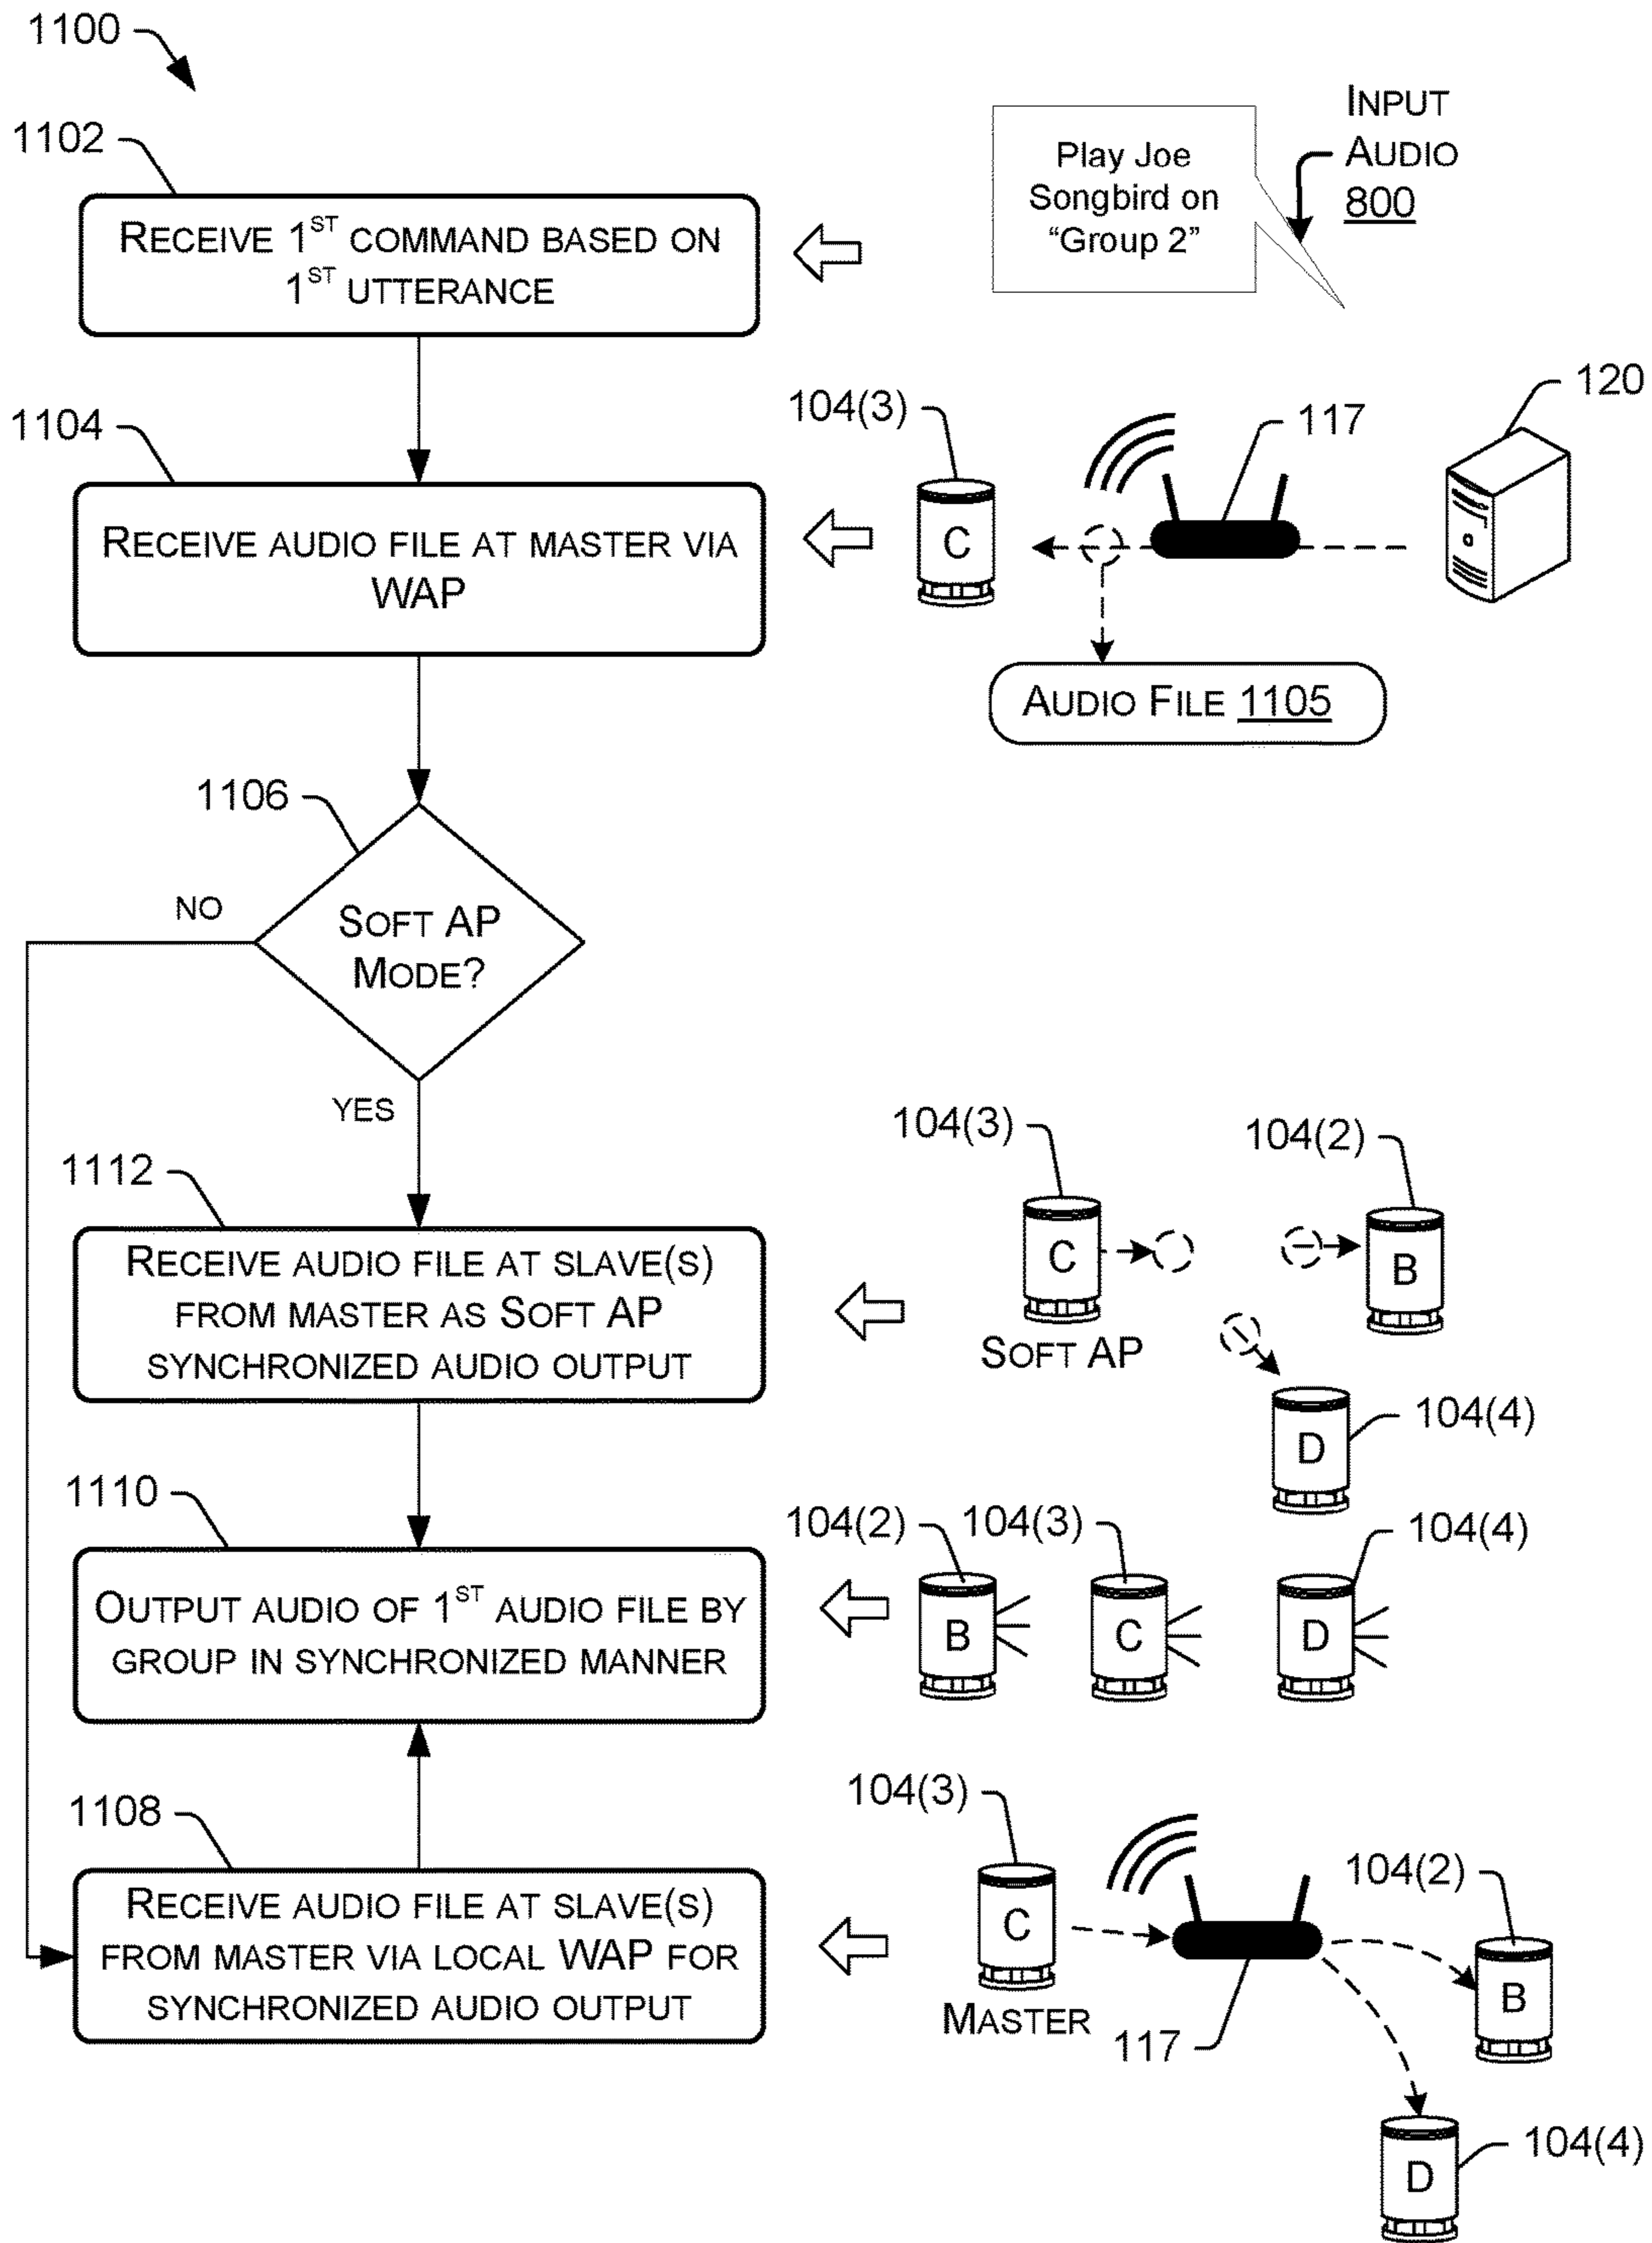 1100
1102
RECEIVE 1ST COMMAND BASED ON
1ST UTTERANCE
Play Joe
Songbird on
“Group 2”
INPUT
AUDIO
800
1104
RECEIVE AUDIO FILE AT MASTER VIA
WAP
104(3)
C
117
120
AUDIO FILE 1105
1106
SOFT AP
MODE?
NO
YES
1112
RECEIVE AUDIO FILE AT SLAVE(S)
FROM MASTER AS SOFT AP
SYNCHRONIZED AUDIO OUTPUT
104(3)
C
SOFT AP
104(2)
B
104(4)
D
1110
OUTPUT AUDIO OF 1ST AUDIO FILE BY
GROUP IN SYNCHRONIZED MANNER
104(2)
B
104(3)
C
104(4)
D
1108
RECEIVE AUDIO FILE AT SLAVE(S)
FROM MASTER VIA LOCAL WAP FOR
SYNCHRONIZED AUDIO OUTPUT
104(3)
C
MASTER
117
104(2)
B
104(4)
D